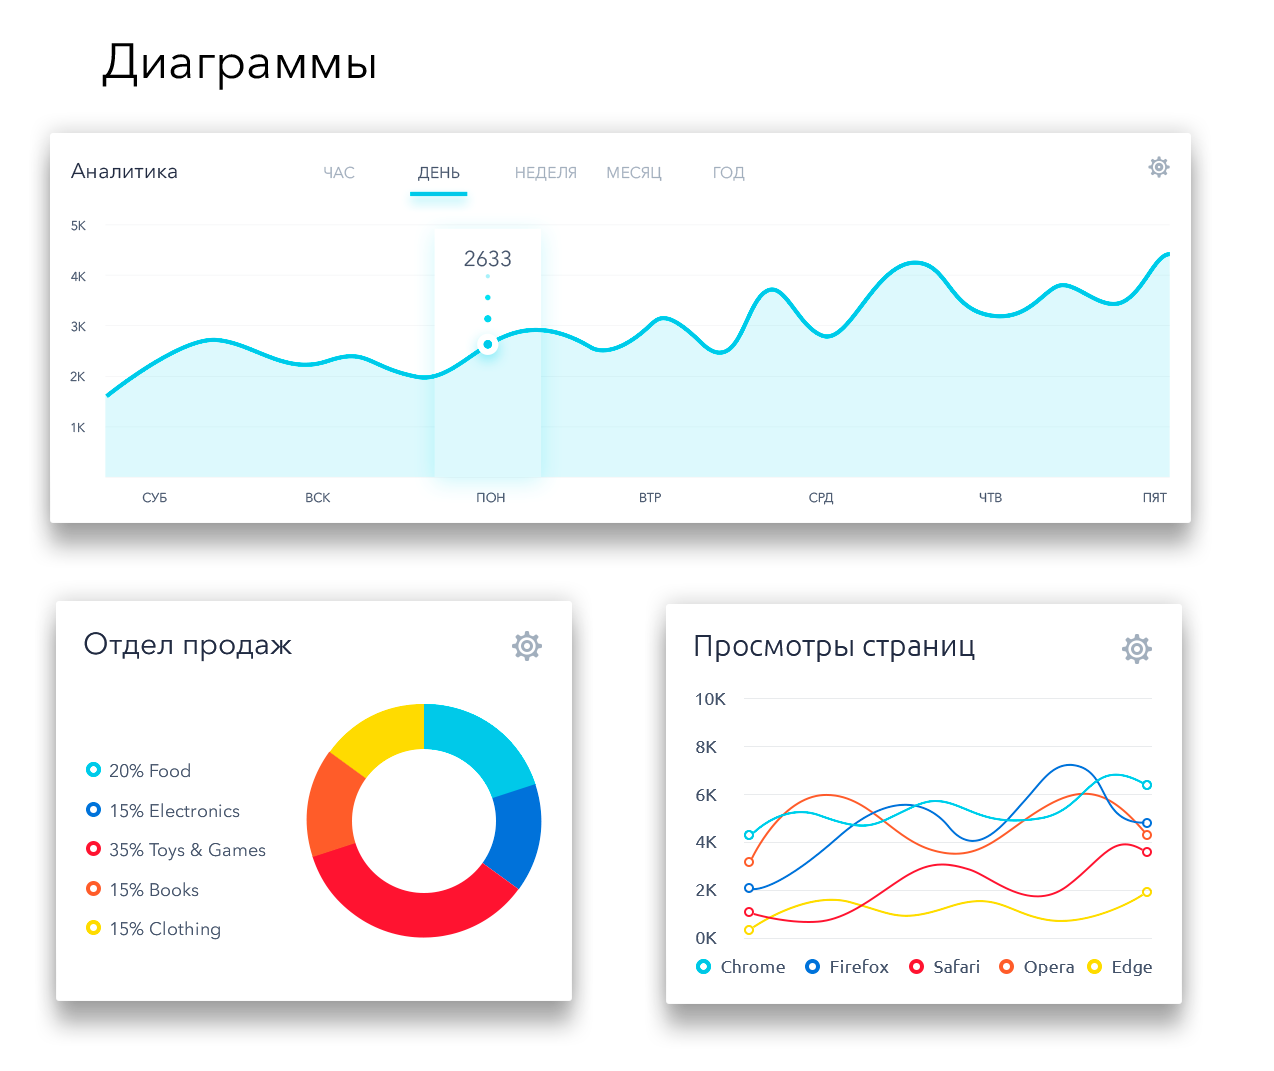 Диаграммы
Аналитика
ЧАС ДЕНЬ НЕДЕЛЯ МЕСЯЦ ГОД
5K
2633
4K
3K
2K
1K
СУБ ВСК ПОН ВТР СРД ЧТВ ПЯТ
Отдел продаж
20% Food
15% Electronics
35% Toys & Games
15% Books
15% Clothing
Просмотры страниц
10K
8K
6K
4K
2K
0K
Chrome Firefox Safari Opera Edge